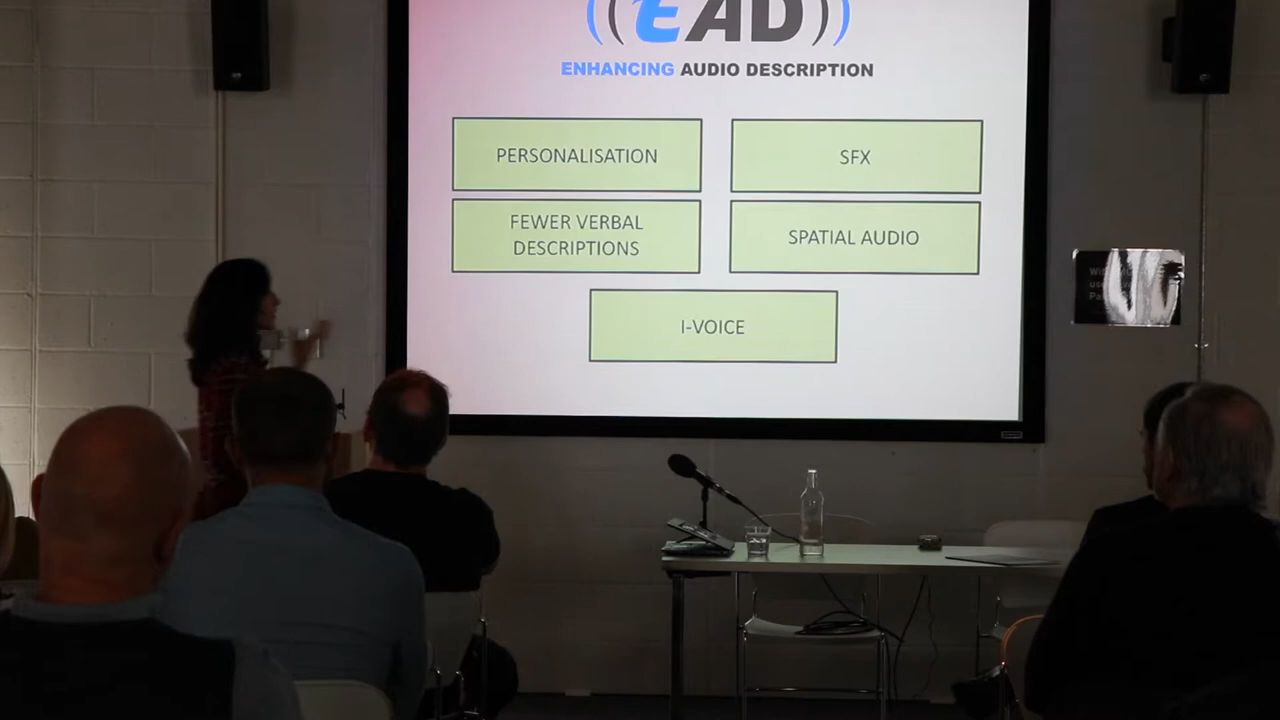 EAD
ENHANCING AUDIO DESCRIPTION
PERSONALISATION
SFX
FEWER VERBAL
DESCRIPTIONS
SPATIAL AUDIO
I-VOICE